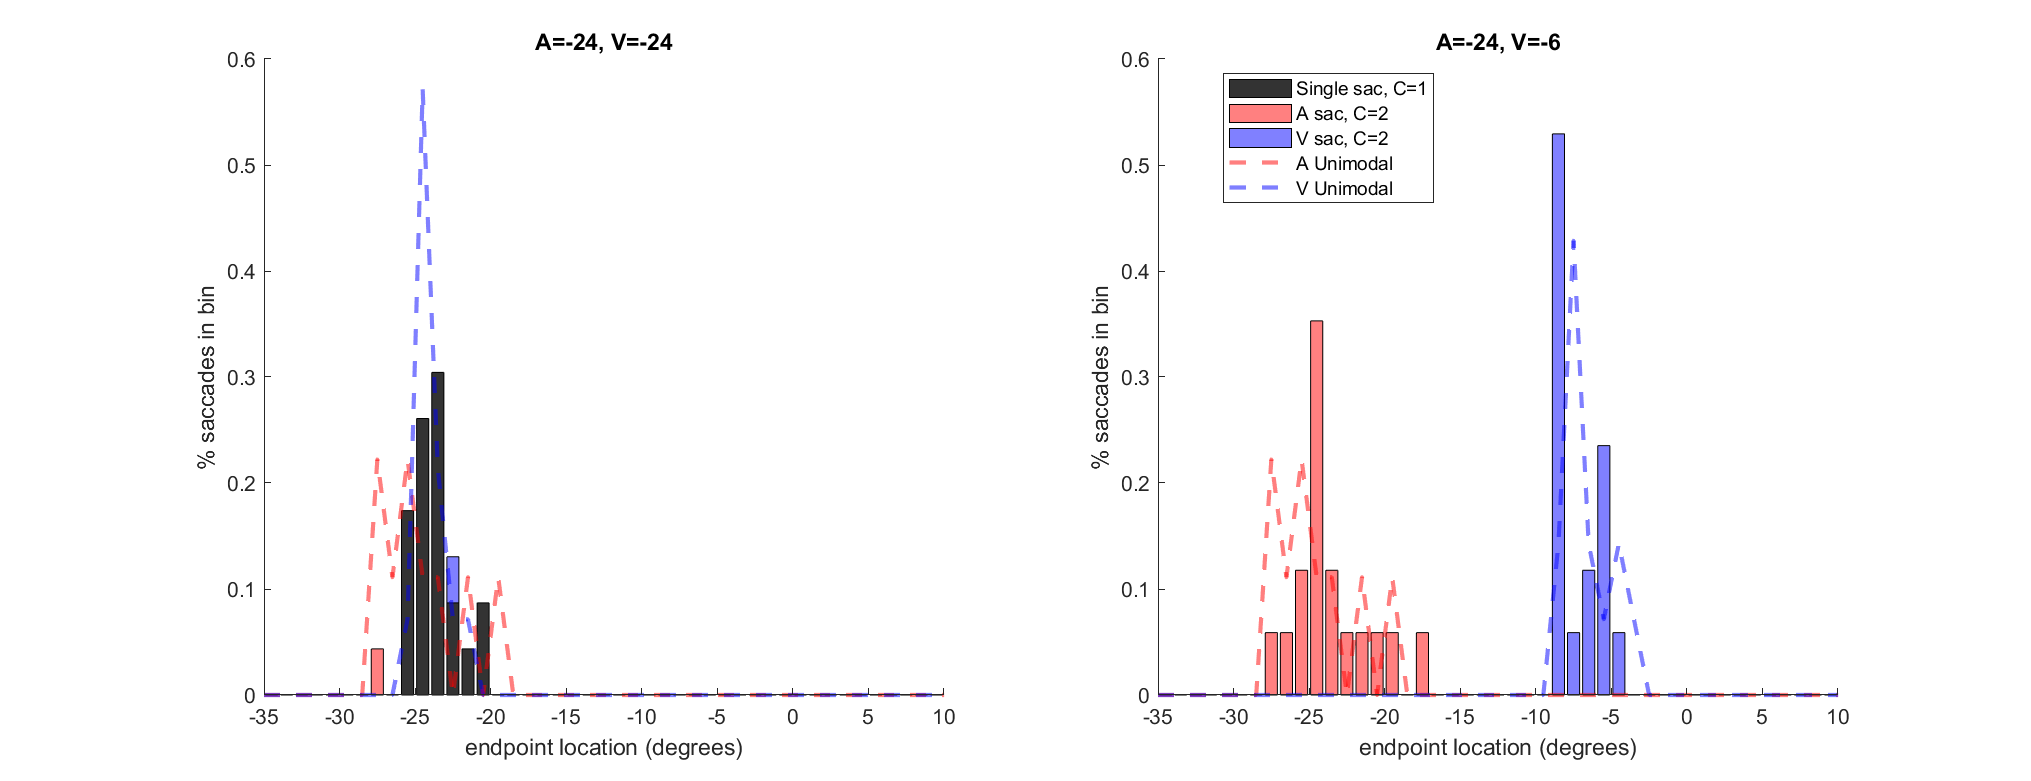 A=-24, V=-24
% saccades in bin
0.6
0.5
0.4
0.3
0.2
0.1
0
-35 -30 -25 -20 -15 -10 -5 0 5 10
endpoint location (degrees)
A=-24, V=-6
Single sac, C=1
A sac, C=2
V sac, C=2
A Unimodal
V Unimodal
% saccades in bin
0.6
0.5
0.4
0.3
0.2
0.1
0
-35 -30 -25 -20 -15 -10 -5 0 5 10
endpoint location (degrees)